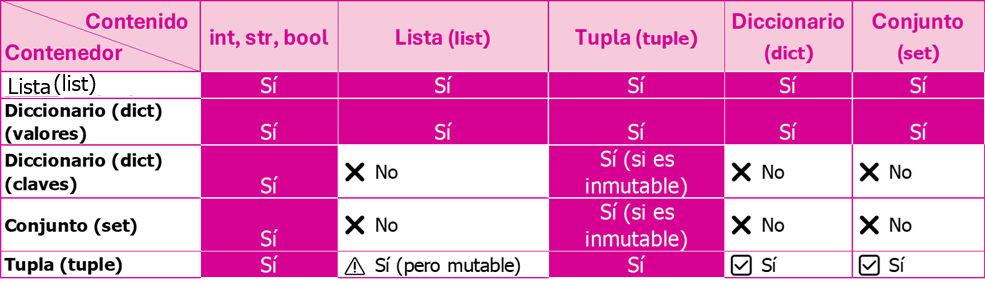 Contenido
Contenedor
int, str, bool
Lista (list)
Tupla (tuple)
Diccionario
(dict)
Conjunto
(set)
Lista (list)
Sí
Sí
Sí
Sí
Sí
Diccionario (dict)
(valores)
Sí
Sí
Sí
Sí
Sí
Diccionario (dict)
(claves)
Sí
❌ No
Sí (si es
inmutable)
❌ No
❌ No
Conjunto (set)
Sí
❌ No
Sí (si es
inmutable)
❌ No
❌ No
Tupla (tuple)
Sí
⚠ Sí (pero mutable)
Sí
☑ Sí
☑ Sí